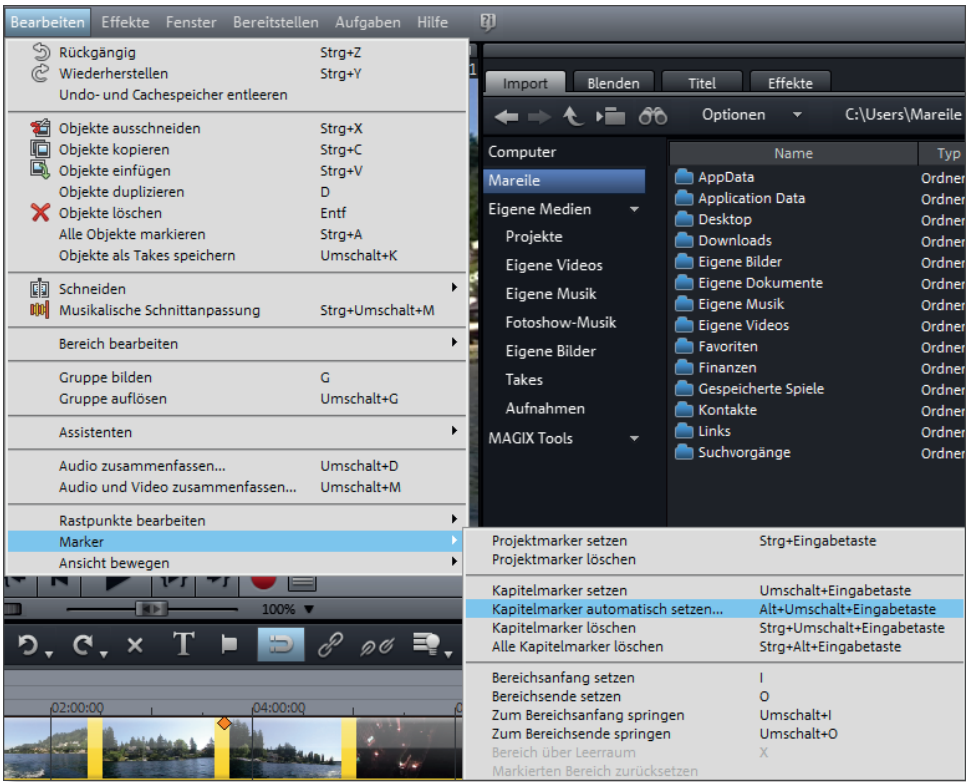 Bearbeiten Effekte Fenster Bereitstellen Aufgaben Hilfe
Rückgängig Strg+Z
Wiederherstellen Strg+Y
Undo- und Cachespeicher entleeren
Objekte ausschneiden Strg+X
Objekte kopieren Strg+C
Objekte einfügen Strg+V
Objekte duplizieren D
Objekte löschen Entf
Alle Objekte markieren Strg+A
Objekte als Takes speichern Umschalt+K
Schneiden
Musikalische Schnittanpassung Strg+Umschalt+M
Bereich bearbeiten
Gruppe bilden G
Gruppe auflösen Umschalt+G
Assistenten
Audio zusammenfassen... Umschalt+D
Audio und Video zusammenfassen... Umschalt+M
Rastpunkte bearbeiten
Marker
Ansicht bewegen
Import Blenden Titel Effekte
Optionen C:\Users\Mareile
Computer
Mareile
Eigene Medien
Projekte
Eigene Videos
Eigene Musik
Fotoshow-Musik
Eigene Bilder
Takes
Aufnahmen
MAGIX Tools
Name Typ
AppData Ordner
Application Data Ordner
Desktop Ordner
Downloads Ordner
Eigene Bilder Ordner
Eigene Dokumente Ordner
Eigene Musik Ordner
Eigene Videos Ordner
Favoriten Ordner
Finanzen Ordner
Gespeicherte Spiele Ordner
Kontakte Ordner
Links Ordner
Suchvorgänge Ordner
Projektmarker setzen Strg+Eingabetaste
Projektmarker löschen
Kapitelmarker setzen Umschalt+Eingabetaste
Kapitelmarker automatisch setzen... Alt+Umschalt+Eingabetaste
Kapitelmarker löschen Strg+Umschalt+Eingabetaste
Alle Kapitelmarker löschen Strg+Alt+Eingabetaste
Bereichsanfang setzen I
Bereichsende setzen O
Zum Bereichsanfang springen Umschalt+I
Zum Bereichsende springen Umschalt+O
Bereich über Leerraum X
Markierten Bereich zurücksetzen
100%
T
02:00:00 04:00:00